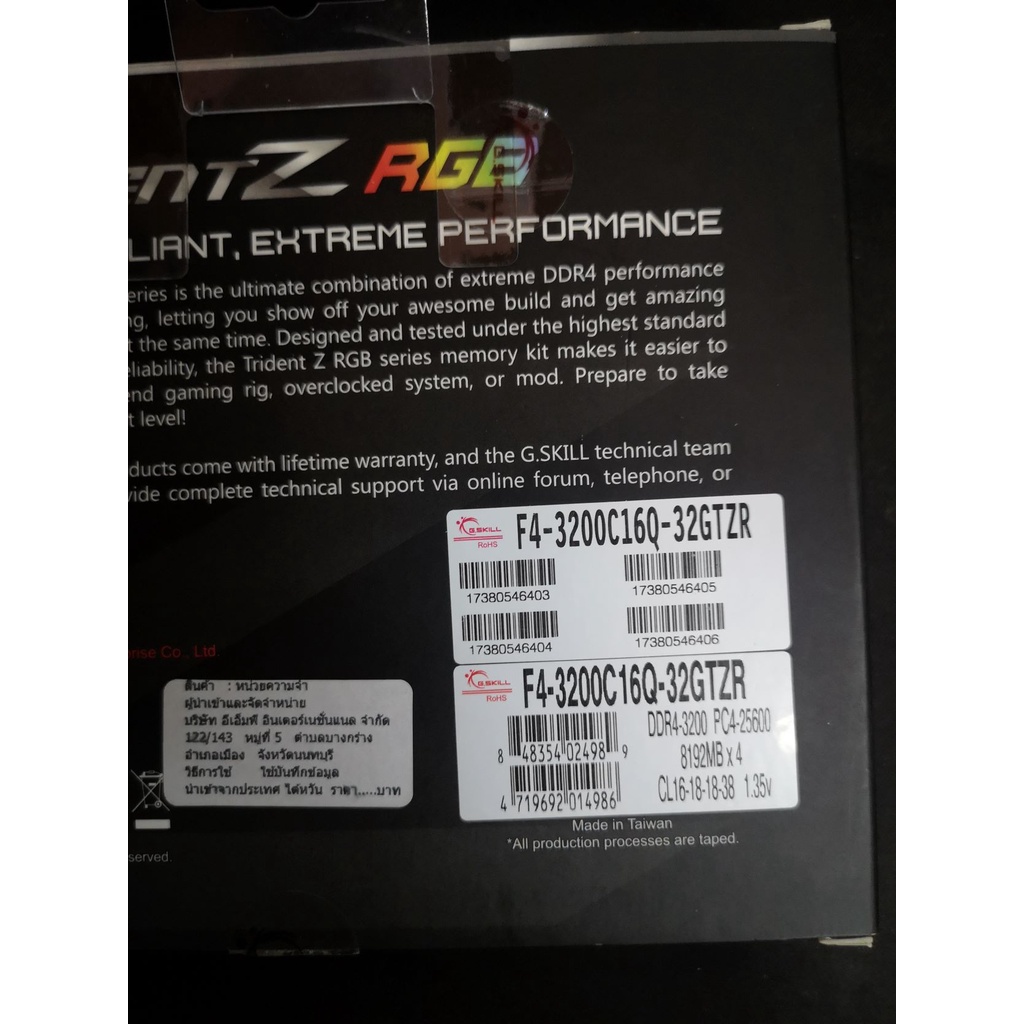 TZ RGB
LIANT, EXTREME PERFORMANCE
eries is the ultimate combination of extreme DDR4 performance
ng, letting you show off your awesome build and get amazing
t the same time. Designed and tested under the highest standard
eliability, the Trident Z RGB series memory kit makes it easier to
nd gaming rig, overclocked system, or mod. Prepare to take
t level!
ducts come with lifetime warranty, and the G.SKILL technical team
vide complete technical support via online forum, telephone, or
G.SKILL
RoHS
F4-3200C16Q-32GTZR
17380546403
17380546405
17380546404
17380546406
rise Co., Ltd.
G.SKILL
RoHS
F4-3200C16Q-32GTZR
DDR4-3200 PC4-25600
8192MB x 4
CL16-18-18-38 1.35v
8 48354 02498 9
4 719692 014986
สินค้า : หน่วยความจำ
ผู้นำเข้าและจัดจำหน่าย
บริษัท อีเอ็มพี อินเตอร์เนชั่นแนล จำกัด
122/143 หมู่ที่ 5 ตำบลบางกร่าง
อำเภอเมือง จังหวัดนนทบุรี
วิธีการใช้ ใช้บันทึกข้อมูล
นำเข้าจากประเทศ ไต้หวัน ราคา.....บาท
Made in Taiwan
*All production processes are taped.
served.